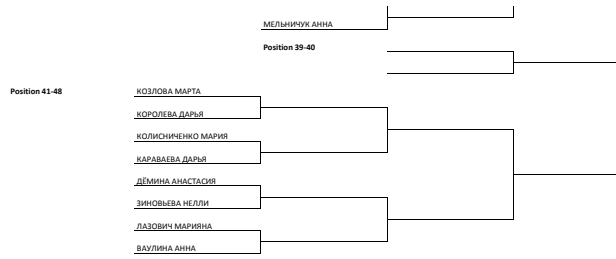 МЕЛЬНИЧУК АННА
Position 39-40
Position 41-48
КОЗЛОВА МАРТА
КОРОЛЕВА ДАРЬЯ
КОЛИСНИЧЕНКО МАРИЯ
КАРАВАЕВА ДАРЬЯ
ДЁМИНА АНАСТАСИЯ
ЗИНОВЬЕВА НЕЛЛИ
ЛАЗОВИЧ МАРИЯНА
ВАУЛИНА АННА